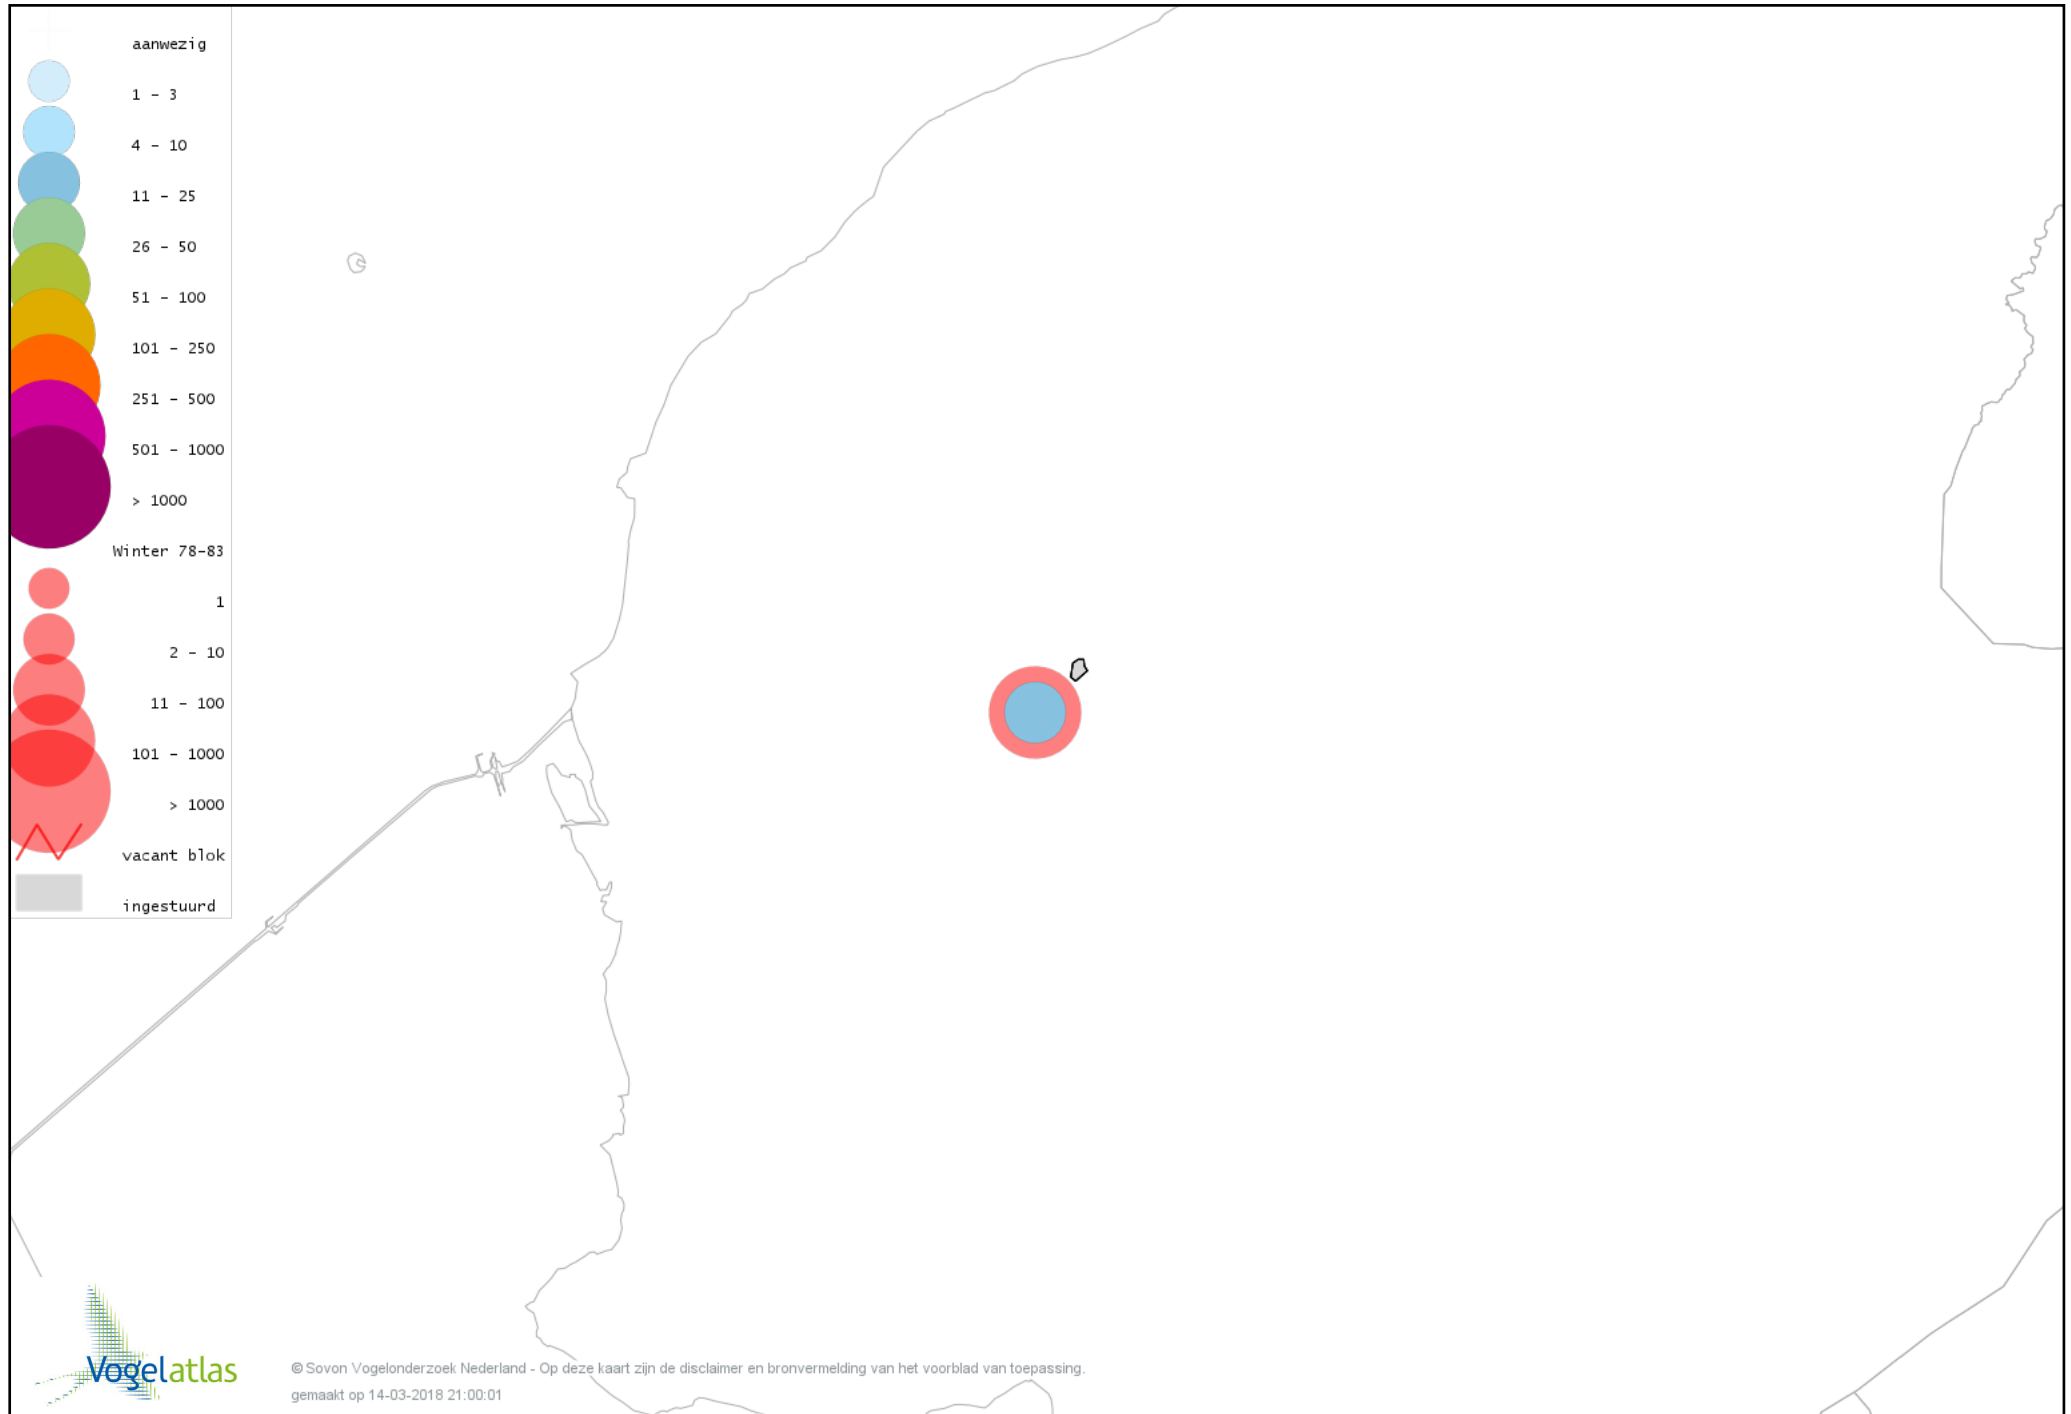 aanwezig
1 - 3
4 - 10
11 - 25
26 - 50
51 - 100
101 - 250
251 - 500
501 - 1000
> 1000
Winter 78-83
1
2 - 10
11 - 100
101 - 1000
> 1000
vacant blok
ingestuurd
Vogelatlas
© Sovon Vogelonderzoek Nederland - Op deze kaart zijn de disclaimer en bronvermelding van het voorblad van toepassing.
gemaakt op 14-03-2018 21:00:01